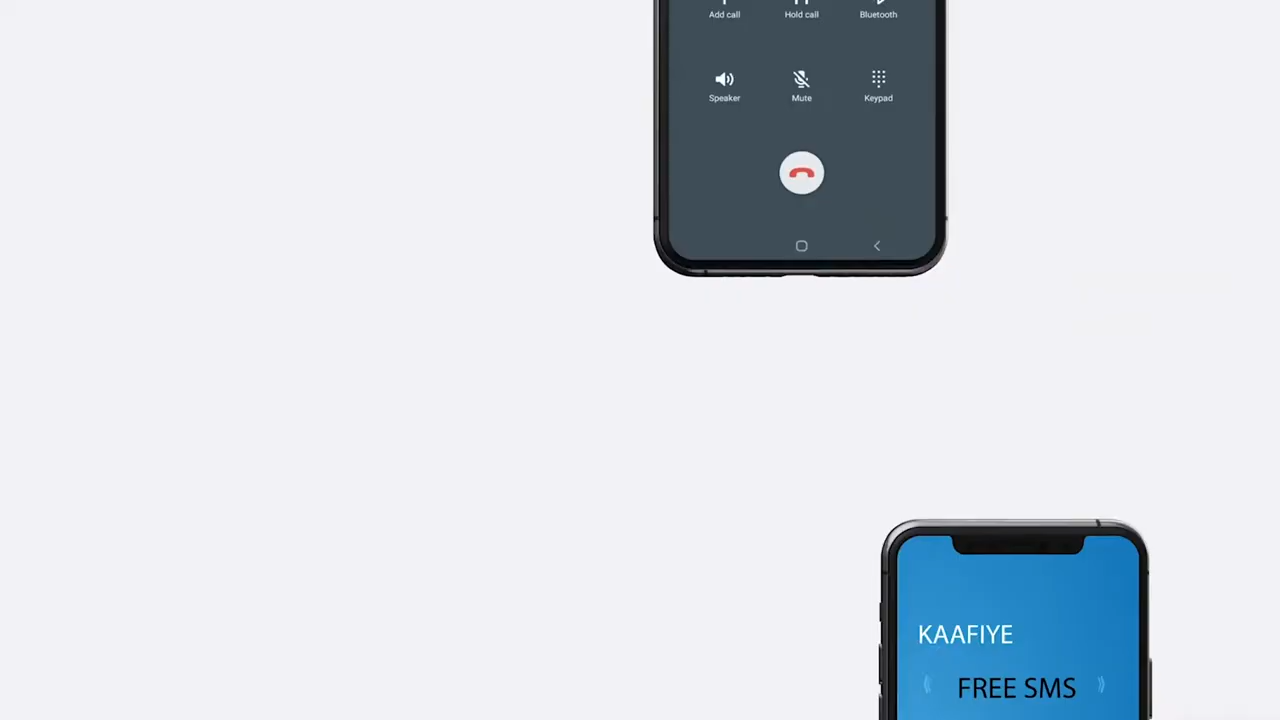 Add call Hold call Bluetooth
Speaker Mute Keypad
KAAFIYE
FREE SMS